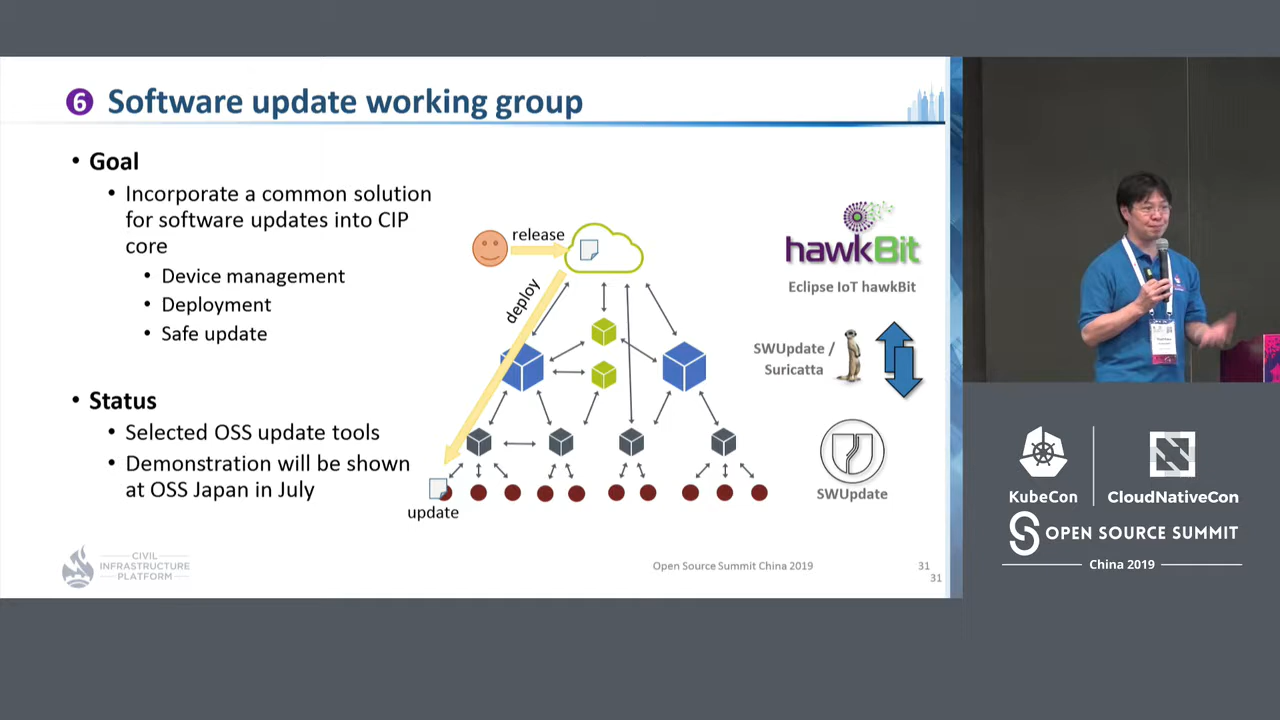 6 Software update working group
• Goal
• Incorporate a common solution
for software updates into CIP
core
• Device management
• Deployment
• Safe update
• Status
• Selected OSS update tools
• Demonstration will be shown
at OSS Japan in July
release
deploy
update
hawkBit
Eclipse IoT hawkBit
SWUpdate /
Suricatta
SWUpdate
CIVIL
INFRASTRUCTURE
PLATFORM
Open Source Summit China 2019
31
31
KubeCon
CloudNativeCon
OPEN SOURCE SUMMIT
China 2019